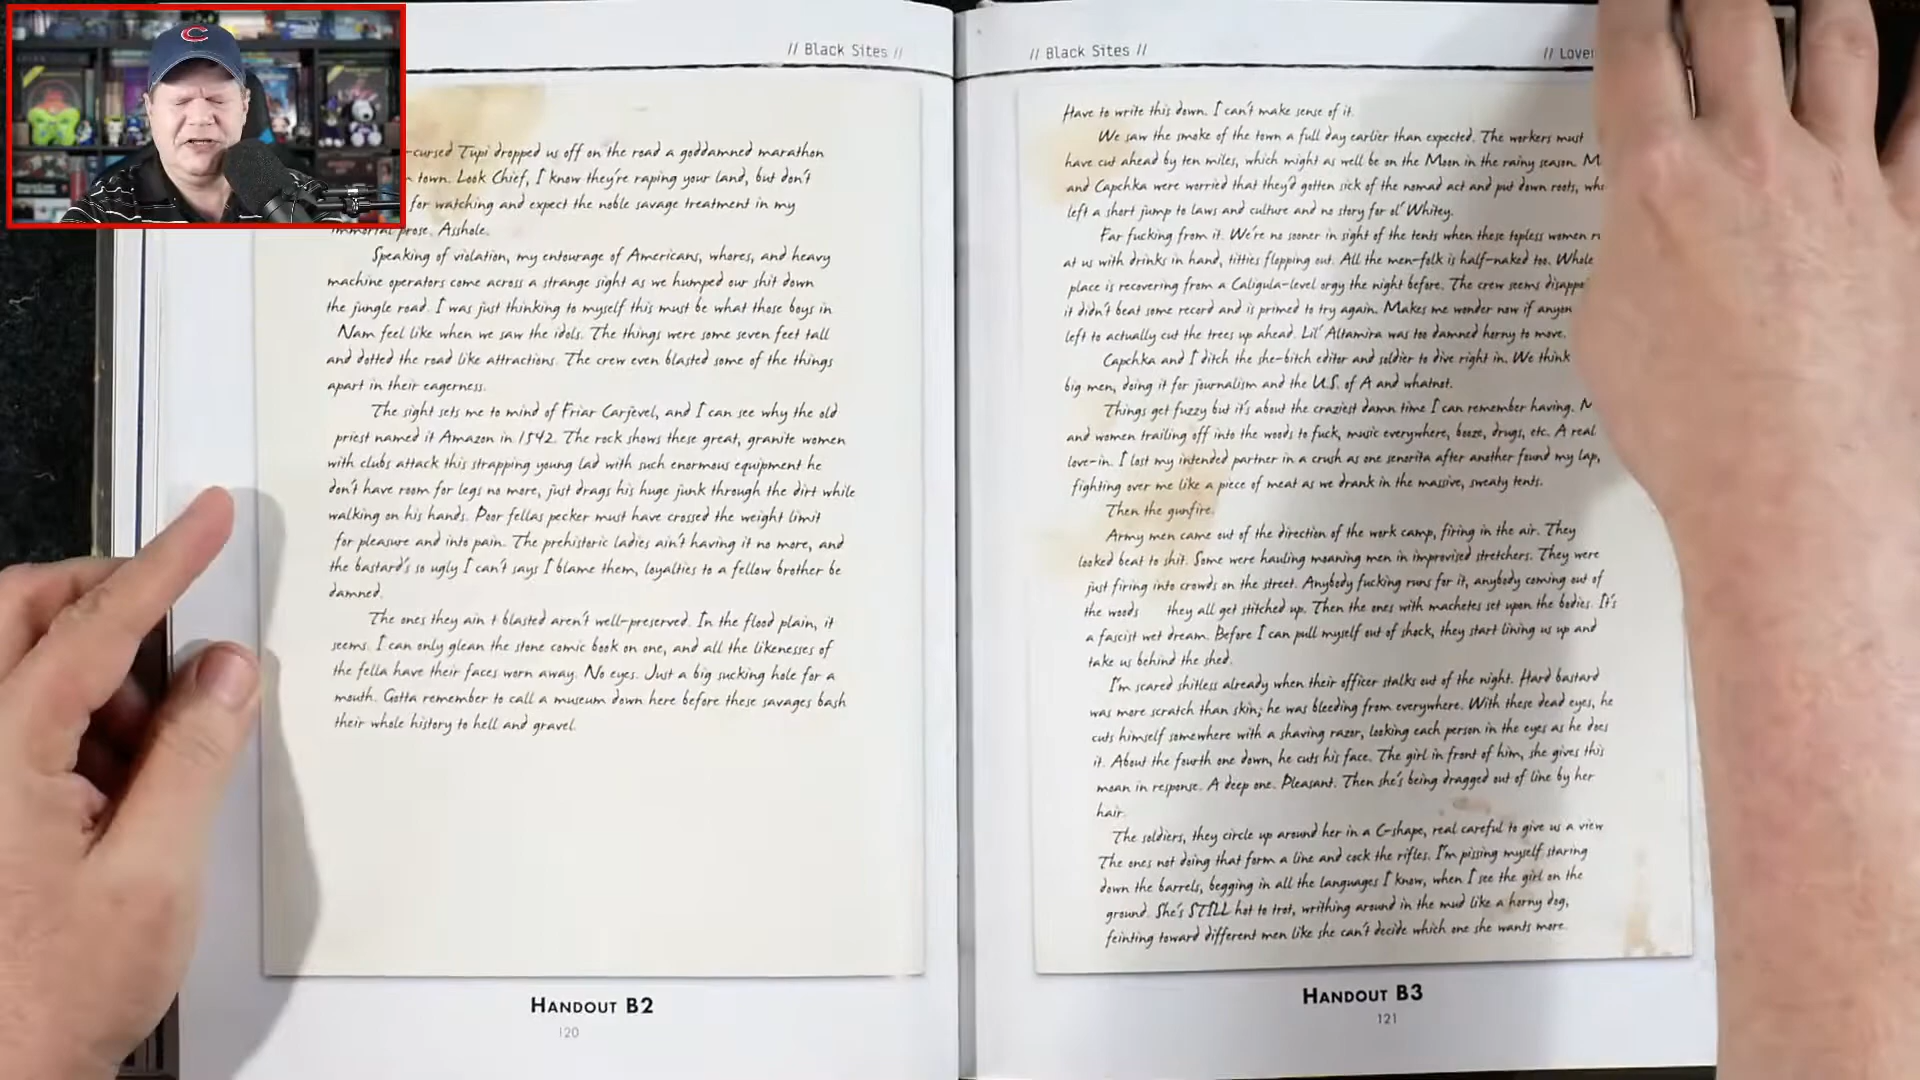 C
// Black Sites //
-cursed Tupi dropped us off on the road a goddamned marathon
town. Look Chief, I know they're raping your land, but don't
for watching and expect the noble savage treatment in my
immortal prose. Asshole.
Speaking of violation, my entourage of Americans, whores, and heavy
machine operators come across a strange sight as we humped our shit down
the jungle road. I was just thinking to myself this must be what those boys in
Nam feel like when we saw the idols. The things were some seven feet tall
and dotted the road like attractions. The crew even blasted some of the things
apart in their eagerness.
The sight sets me to mind of Friar Carjevel, and I can see why the old
priest named it Amazon in 1542. The rock shows these great, granite women
with clubs attack this strapping young lad with such enormous equipment he
don't have room for legs no more, just drags his huge junk through the dirt while
walking on his hands. Poor fellas pecker must have crossed the weight limit
for pleasure and into pain. The prehistoric ladies ain't having it no more, and
the bastard's so ugly I can't says I blame them, loyalties to a fellow brother be
damned.
The ones they ain t blasted aren't well-preserved. In the flood plain, it
seems. I can only glean the stone comic book on one, and all the likenesses of
the fella have their faces worn away. No eyes. Just a big sucking hole for a
mouth. Gotta remember to call a museum down here before these savages bash
their whole history to hell and gravel.
HANDOUT B2
120
// Black Sites //
// Lover
Have to write this down. I can't make sense of it.
We saw the smoke of the town a full day earlier than expected. The workers must
have cut ahead by ten miles, which might as well be on the Moon in the rainy season. M
and Capchka were worried that they'd gotten sick of the nomad act and put down roots, wh
left a short jump to laws and culture and no story for ol' Whitey.
Far fucking from it. We're no sooner in sight of the tents when these topless women r
at us with drinks in hand, titties flopping out. All the men-folk is half-naked too. Whole
place is recovering from a Caligula-level orgy the night before. The crew seems disappoi
it didn't beat some record and is primed to try again. Makes me wonder now if anyon
left to actually cut the trees up ahead. Lil' Altamira was too damned horny to move.
Capchka and I ditch the she-bitch editor and soldier to dive right in. We think
big men, doing it for journalism and the U.S. of A and whatnot.
Things get fuzzy but it's about the craziest damn time I can remember having. M
and women trailing off into the woods to fuck, music everywhere, booze, drugs, etc. A real
love-in. I lost my intended partner in a crush as one senorita after another found my lap,
fighting over me like a piece of meat as we drank in the massive, sweaty tents.
Then the gunfire.
Army men came out of the direction of the work camp, firing in the air. They
looked beat to shit. Some were hauling moaning men in improvised stretchers. They were
just firing into crowds on the street. Anybody fucking runs for it, anybody coming out of
the woods they all get stitched up. Then the ones with machetes set upon the bodies. It's
a fascist wet dream. Before I can pull myself out of shock, they start lining us up and
take us behind the shed.
I'm scared shitless already when their officer stalks out of the night. Hard bastard
was more scratch than skin; he was bleeding from everywhere. With these dead eyes, he
cuts himself somewhere with a shaving razor, looking each person in the eyes as he does
it. About the fourth one down, he cuts his face. The girl in front of him, she gives this
moan in response. A deep one. Pleasant. Then she's being dragged out of line by her
hair.
The soldiers, they circle up around her in a C-shape, real careful to give us a view
The ones not doing that form a line and cock the rifles. I'm pissing myself staring
down the barrels, begging in all the languages I know, when I see the girl on the
ground. She's STILL hot to trot, writhing around in the mud like a horny dog,
feinting toward different men like she can't decide which one she wants more.
HANDOUT B3
121